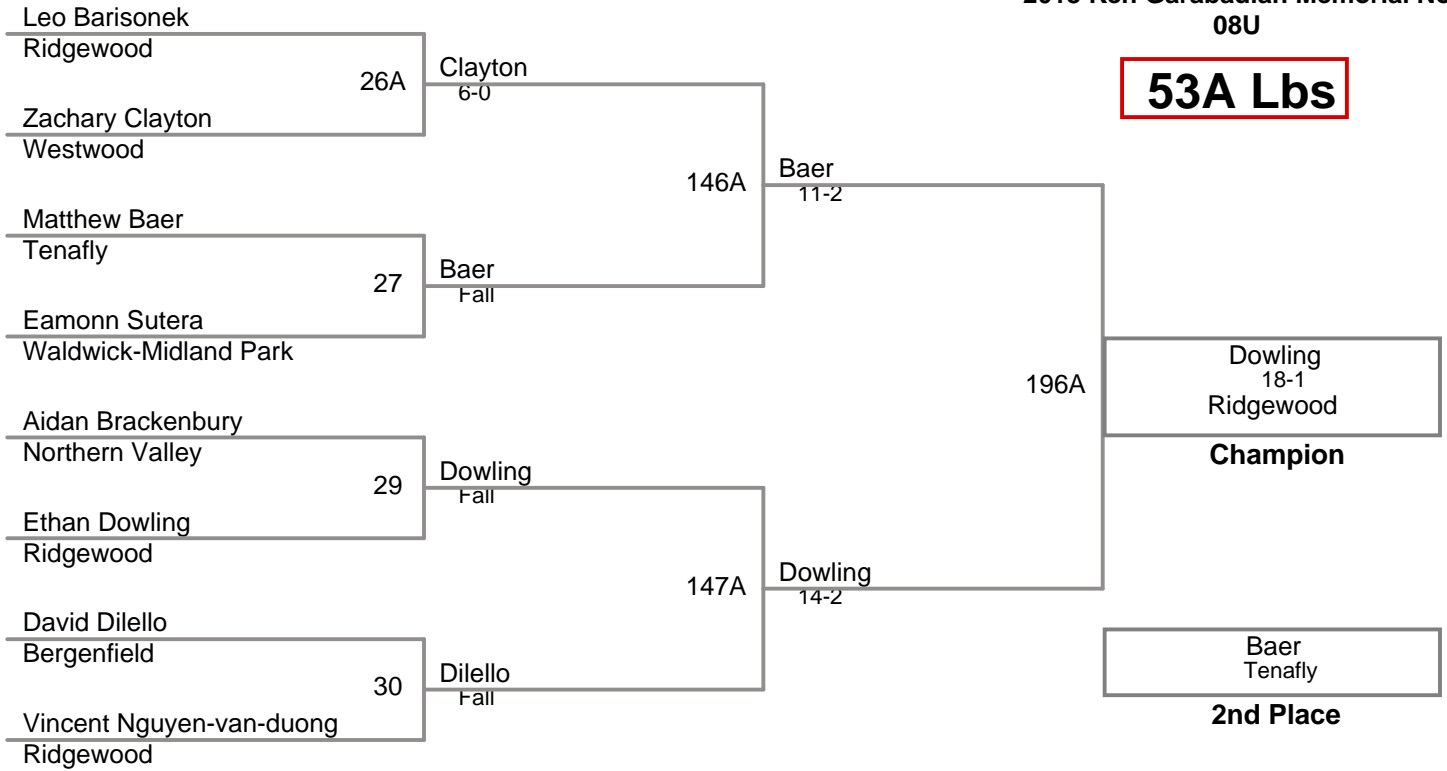 08U
53A Lbs
Leo Barisonek
Ridgewood
26A
Zachary Clayton
Westwood
Clayton
6-0
Matthew Baer
Tenafly
27
Eamonn Sutera
Waldwick-Midland Park
Baer
Fall
146A
Baer
11-2
Aidan Brackenbury
Northern Valley
29
Ethan Dowling
Ridgewood
Dowling
Fall
David Dilello
Bergenfield
30
Vincent Nguyen-van-duong
Ridgewood
Dilello
Fall
147A
Dowling
14-2
196A
Dowling
18-1
Ridgewood
Champion
Baer
Tenafly
2nd Place